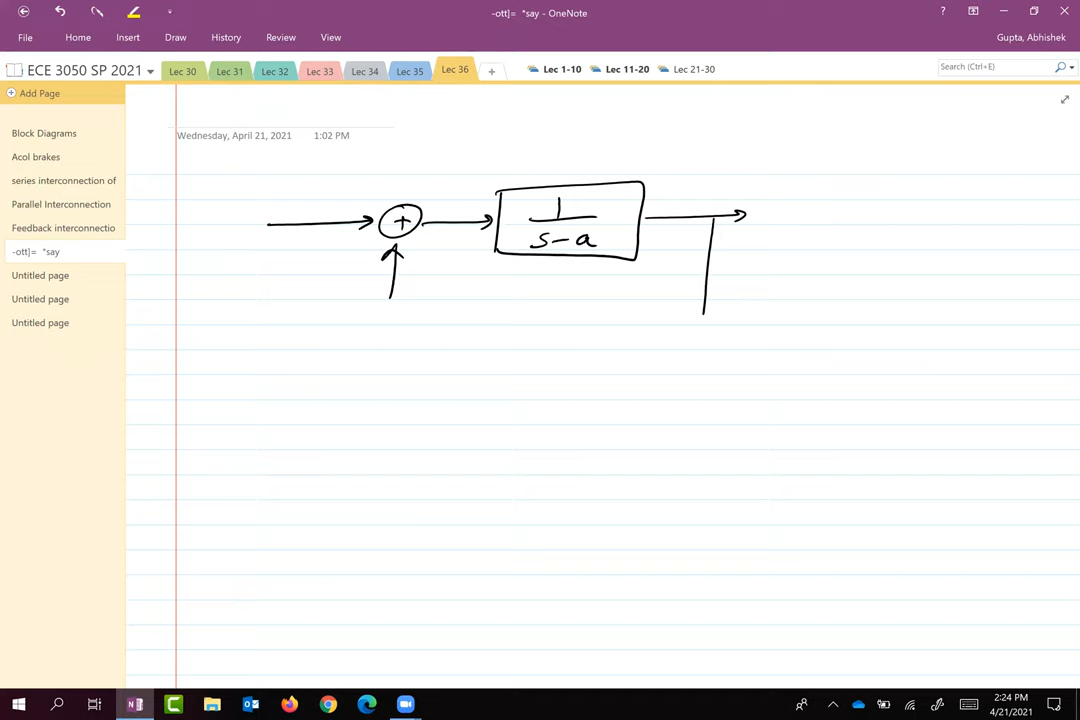 -ott]= *say - OneNote
?
File Home Insert Draw History Review View
Gupta, Abhishek
ECE 3050 SP 2021
Lec 30 Lec 31 Lec 32 Lec 33 Lec 34 Lec 35 Lec 36 + Lec 1-10 Lec 11-20 Lec 21-30
Search (Ctrl+E)
Add Page
Block Diagrams
Acol brakes
series interconnection of
Parallel Interconnection
Feedback interconnectio
-ott]= *say
Untitled page
Untitled page
Untitled page
Wednesday, April 21, 2021 1:02 PM
+
1
s-a
2:24 PM
4/21/2021